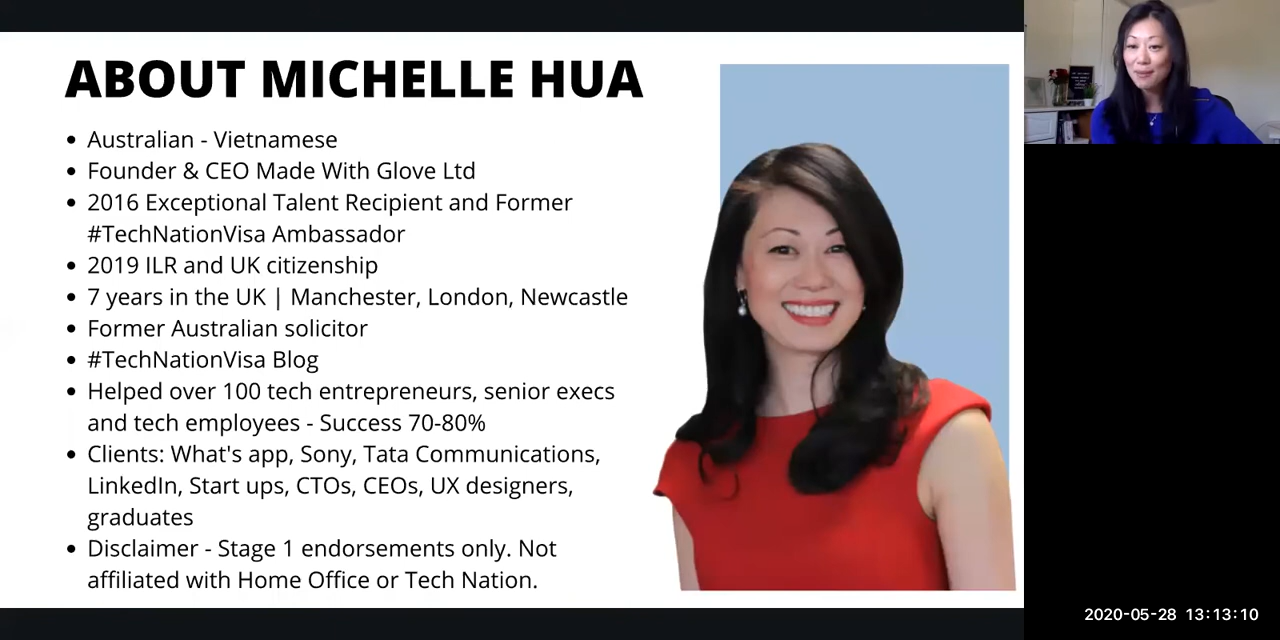 ABOUT MICHELLE HUA
• Australian - Vietnamese
• Founder & CEO Made With Glove Ltd
• 2016 Exceptional Talent Recipient and Former
#TechNationVisa Ambassador
• 2019 ILR and UK citizenship
• 7 years in the UK | Manchester, London, Newcastle
• Former Australian solicitor
• #TechNationVisa Blog
• Helped over 100 tech entrepreneurs, senior execs
and tech employees - Success 70-80%
• Clients: What's app, Sony, Tata Communications,
LinkedIn, Start ups, CTOs, CEOs, UX designers,
graduates
• Disclaimer - Stage 1 endorsements only. Not
affiliated with Home Office or Tech Nation.
2020-05-28 13:13:10